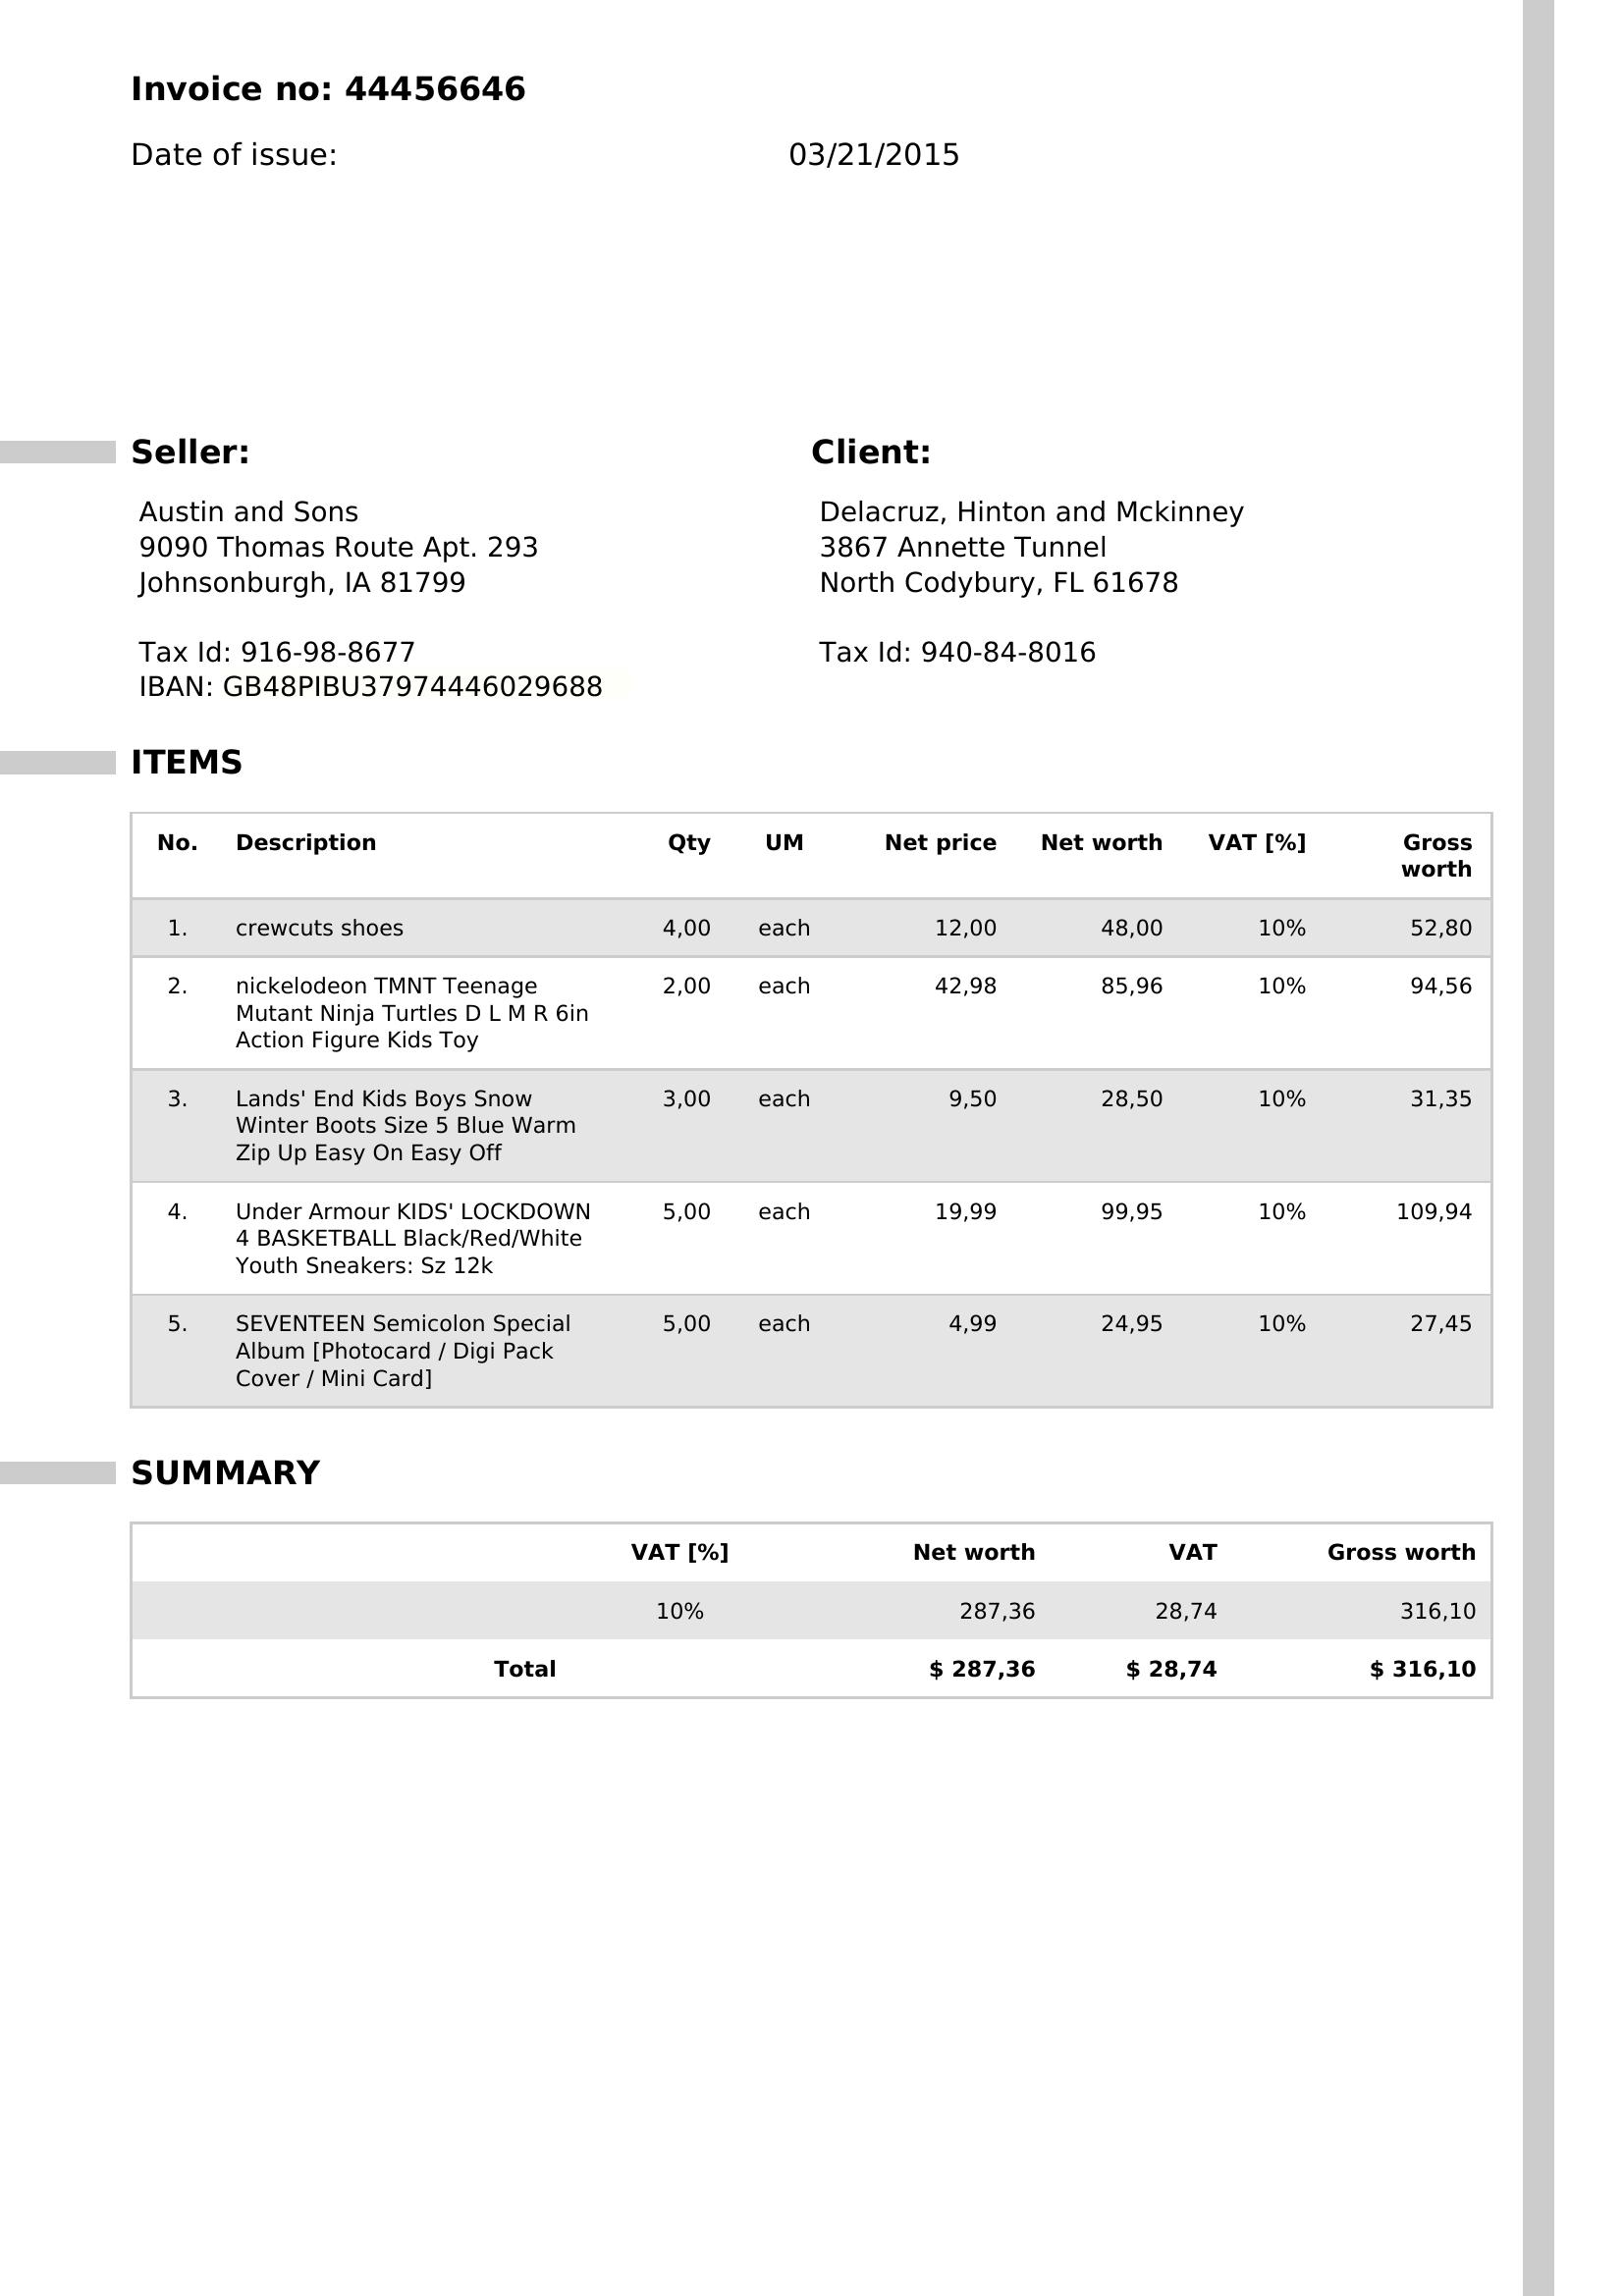 Invoice no: 44456646
Date of issue: 03/21/2015
Seller:
Austin and Sons
9090 Thomas Route Apt. 293
Johnsonburgh, IA 81799
Tax Id: 916-98-8677
IBAN: GB48PIBU37974446029688
Client:
Delacruz, Hinton and Mckinney
3867 Annette Tunnel
North Codybury, FL 61678
Tax Id: 940-84-8016
ITEMS
No. Description Qty UM Net price Net worth VAT [%] Gross
worth
1. crewcuts shoes 4,00 each 12,00 48,00 10% 52,80
2. nickelodeon TMNT Teenage 2,00 each 42,98 85,96 10% 94,56
Mutant Ninja Turtles D L M R 6in
Action Figure Kids Toy
3. Lands' End Kids Boys Snow 3,00 each 9,50 28,50 10% 31,35
Winter Boots Size 5 Blue Warm
Zip Up Easy On Easy Off
4. Under Armour KIDS' LOCKDOWN 5,00 each 19,99 99,95 10% 109,94
4 BASKETBALL Black/Red/White
Youth Sneakers: Sz 12k
5. SEVENTEEN Semicolon Special 5,00 each 4,99 24,95 10% 27,45
Album [Photocard / Digi Pack
Cover / Mini Card]
SUMMARY
VAT [%] Net worth VAT Gross worth
10% 287,36 28,74 316,10
Total $ 287,36 $ 28,74 $ 316,10